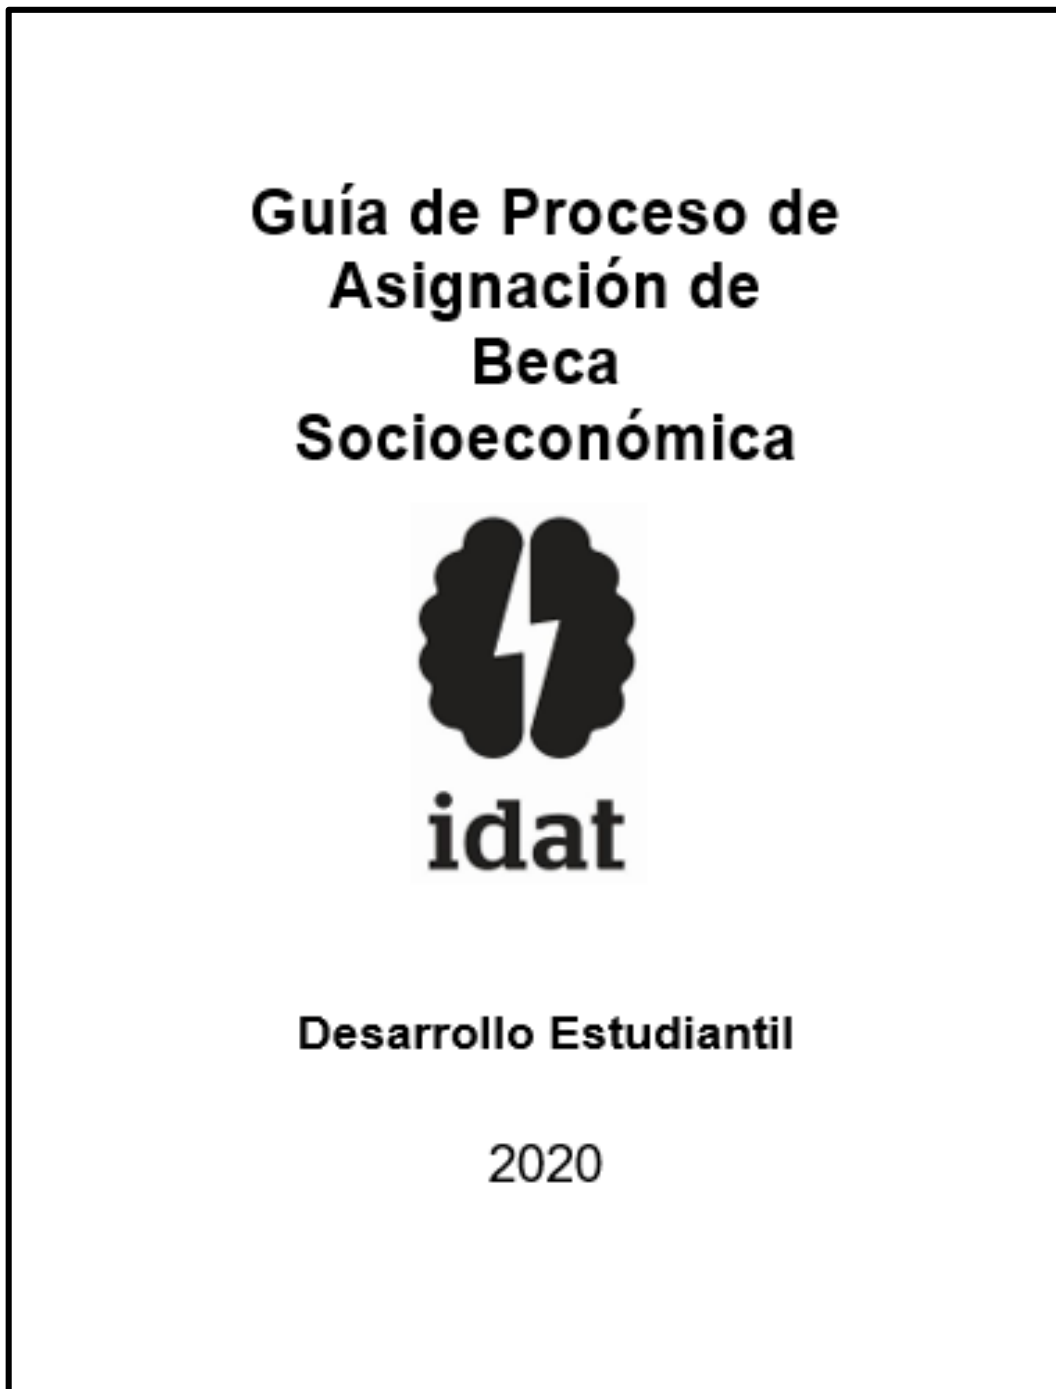 Guía de Proceso de
Asignación de
Beca
Socioeconómica
idat
Desarrollo Estudiantil
2020